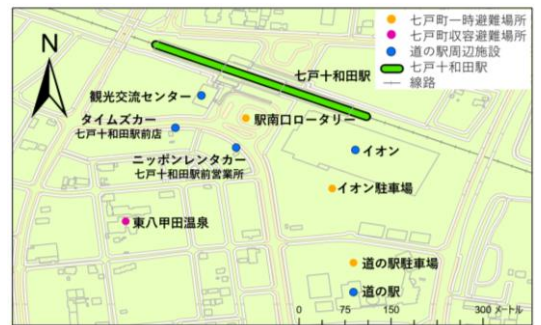 七戸町一時避難場所
七戸町収容避難場所
道の駅周辺施設
七戸十和田駅
線路
N
七戸十和田駅
観光交流センター
タイムズカー
七戸十和田駅前店
駅南口ロータリー
ニッポンレンタカー
七戸十和田駅前営業所
イオン
イオン駐車場
東八甲田温泉
道の駅駐車場
道の駅
0 75 150 300 メートル